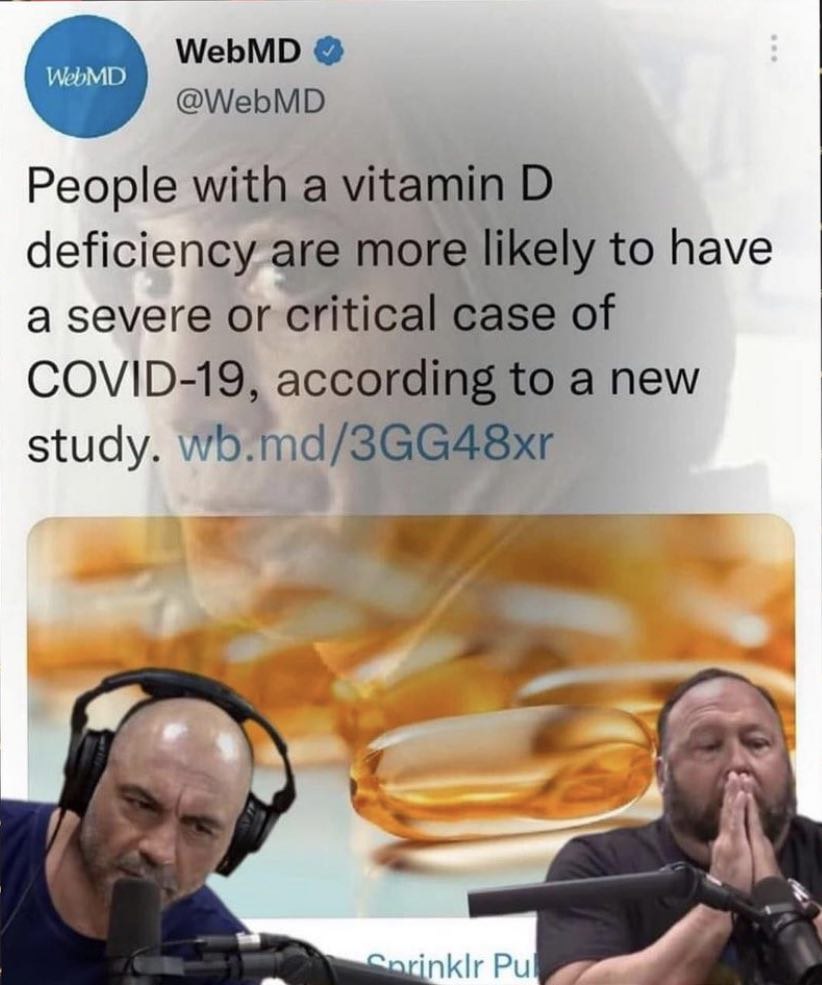 WebMD
WebMD
@WebMD
People with a vitamin D
deficiency are more likely to have
a severe or critical case of
COVID-19, according to a new
study. wb.md/3GG48xr
Sprinklr